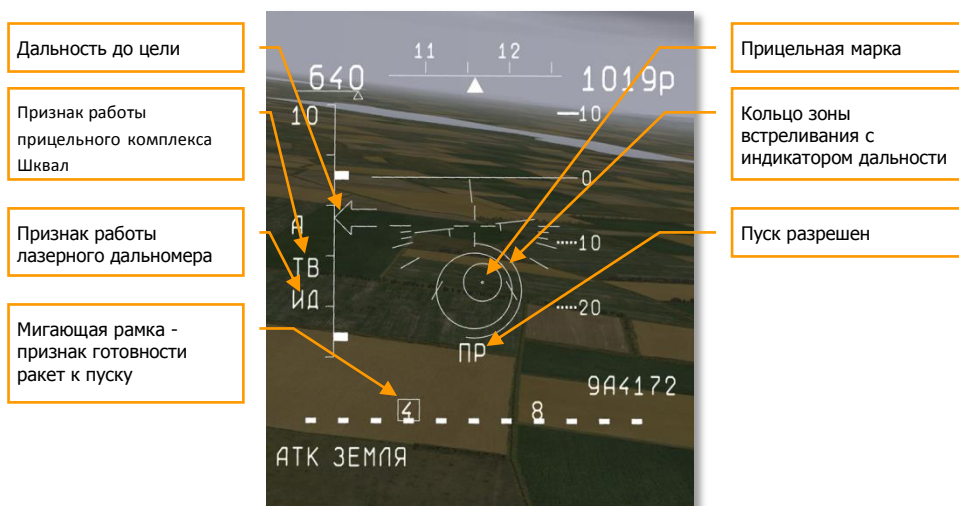 Дальность до цели
Признак работы
прицельного комплекса
Шквал
Признак работы
лазерного дальномера
Мигающая рамка -
признак готовности
ракет к пуску
11 12
640 1019р
10 10
0
А 10
ТВ
ИД 20
ПР
9А4172
4 8
АТК ЗЕМЛЯ
Прицельная марка
Кольцо зоны
встреливания с
индикатором дальности
Пуск разрешен